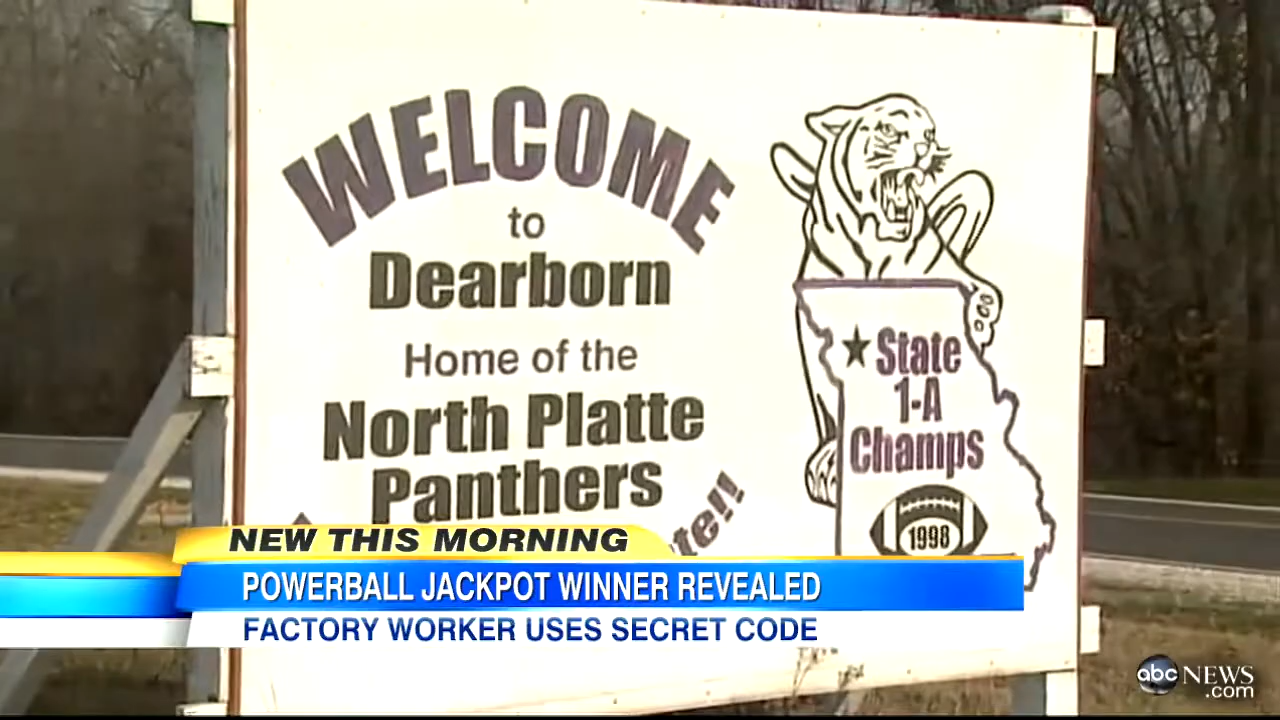 WELCOME
to
Dearborn
Home of the
North Platte
Panthers
State
1-A
Champs
1998
NEW THIS MORNING
POWERBALL JACKPOT WINNER REVEALED
FACTORY WORKER USES SECRET CODE
abc NEWS
.com